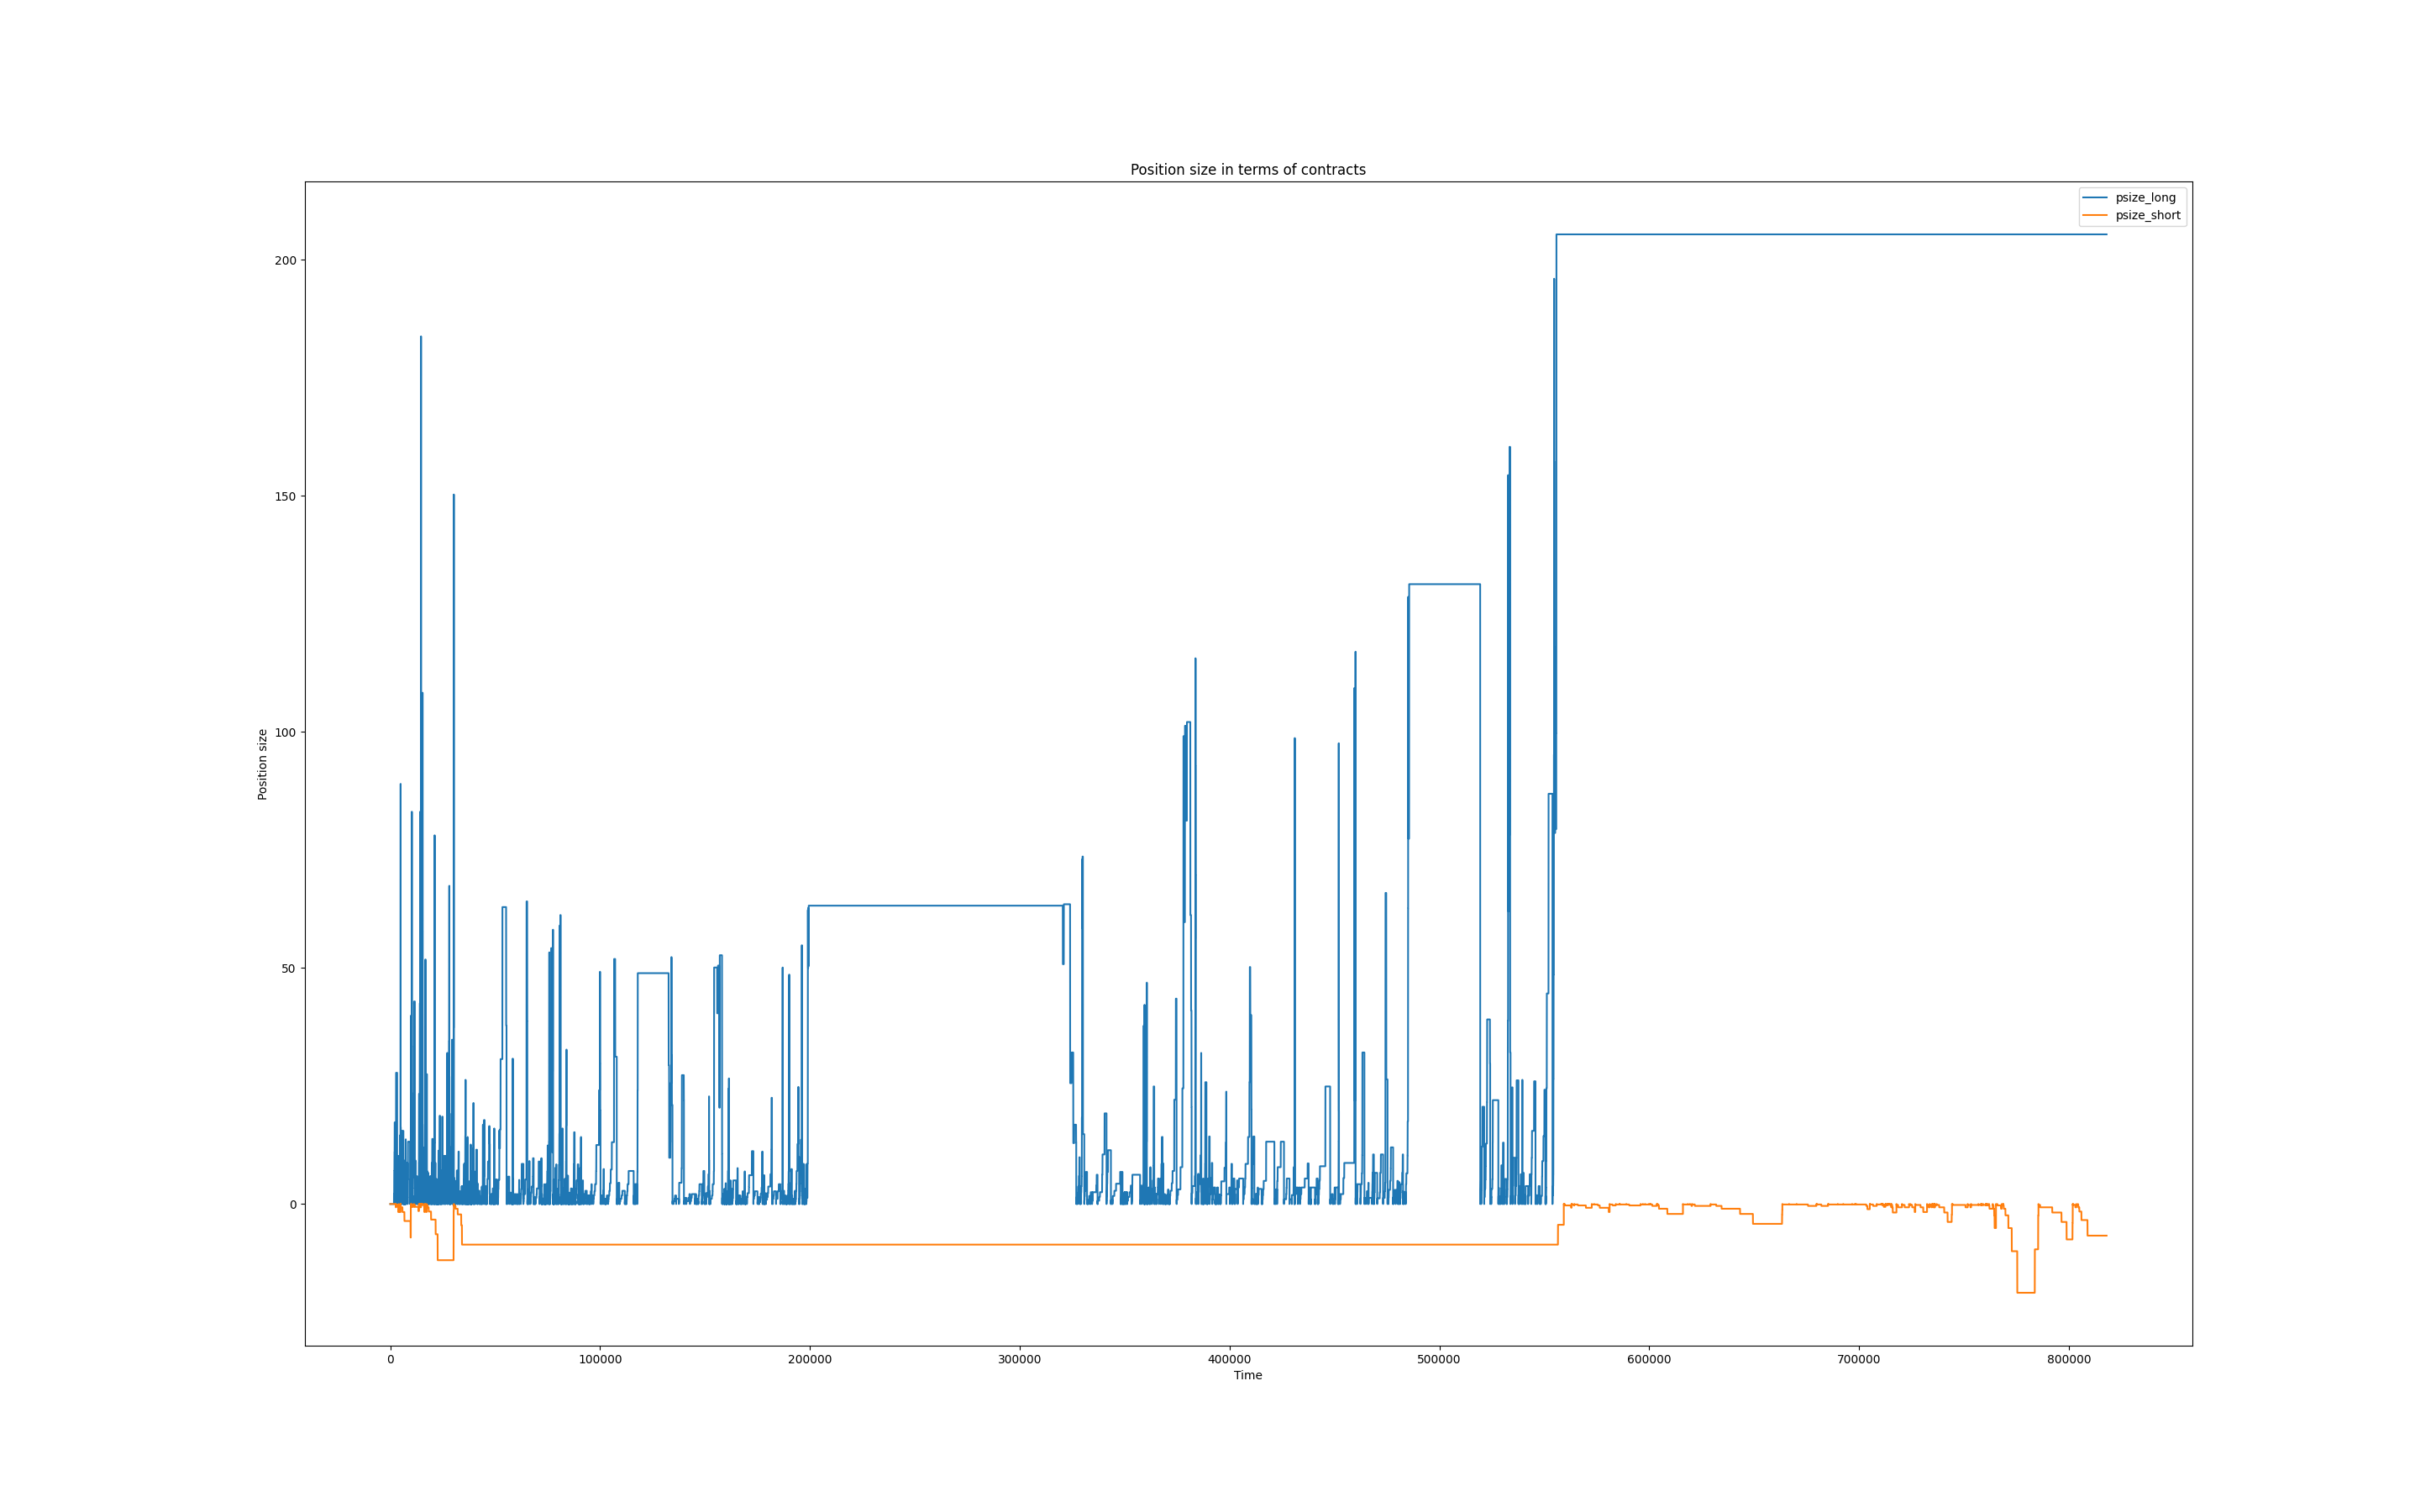 Position size in terms of contracts
psize_long
psize_short
200
150
100
50
0
Position size
0 100000 200000 300000 400000 500000 600000 700000 800000
Time